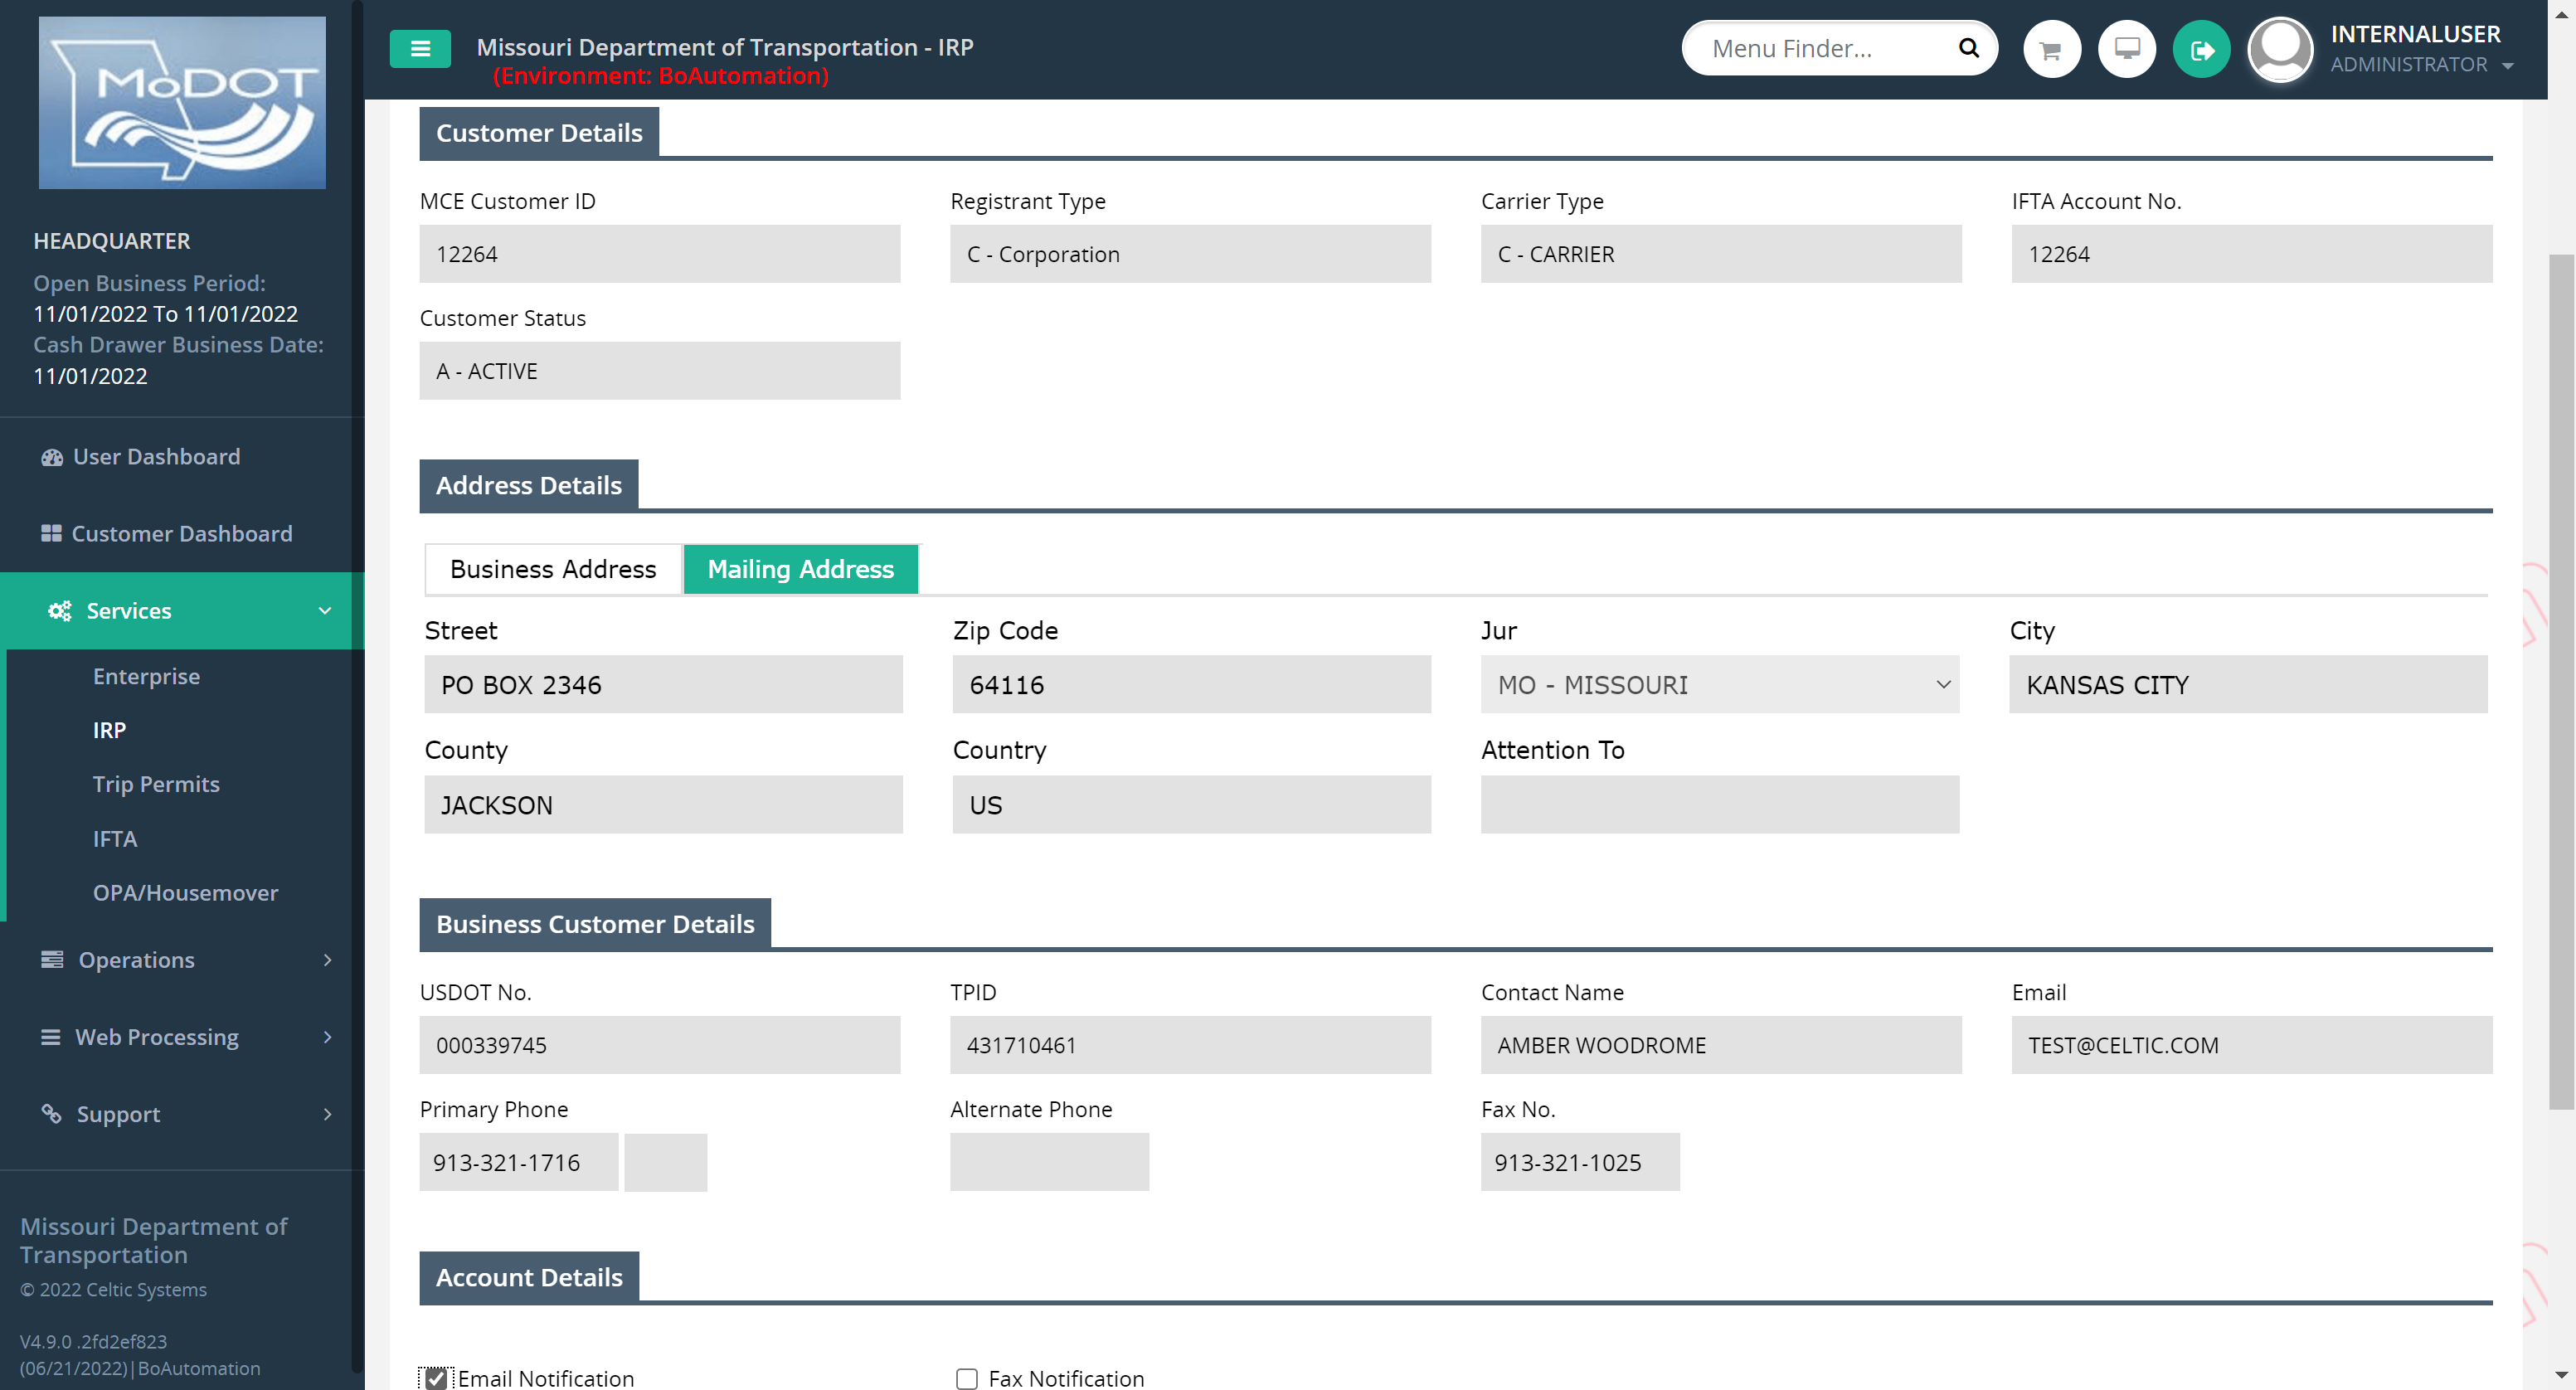 MoDOT
HEADQUARTER
Open Business Period:
11/01/2022 To 11/01/2022
Cash Drawer Business Date:
11/01/2022
User Dashboard
Customer Dashboard
Services
Enterprise
IRP
Trip Permits
IFTA
OPA/Housemover
Operations
Web Processing
Support
Missouri Department of
Transportation
© 2022 Celtic Systems
V4.9.0 .2fd2ef823
(06/21/2022)|BoAutomation
Missouri Department of Transportation - IRP
(Environment: BoAutomation)
Menu Finder...
INTERNALUSER
ADMINISTRATOR
Customer Details
MCE Customer ID Registrant Type Carrier Type IFTA Account No.
12264 C - Corporation C - CARRIER 12264
Customer Status
A - ACTIVE
Address Details
Business Address Mailing Address
Street Zip Code Jur City
PO BOX 2346 64116 MO - MISSOURI KANSAS CITY
County Country Attention To
JACKSON US
Business Customer Details
USDOT No. TPID Contact Name Email
000339745 431710461 AMBER WOODROME TEST@CELTIC.COM
Primary Phone Alternate Phone Fax No.
913-321-1716 913-321-1025
Account Details
Email Notification Fax Notification